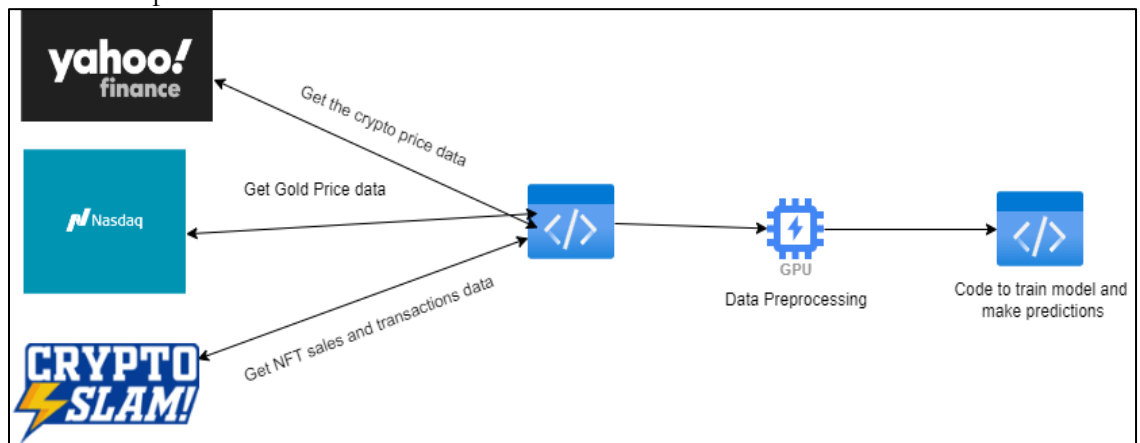 yahoo!
finance
Get the crypto price data
Get Gold Price data
Nasdaq
</>
</>
GPU
Data Preprocessing
Code to train model and
make predictions
Get NFT sales and transactions data
CRYPTO
SLAM!